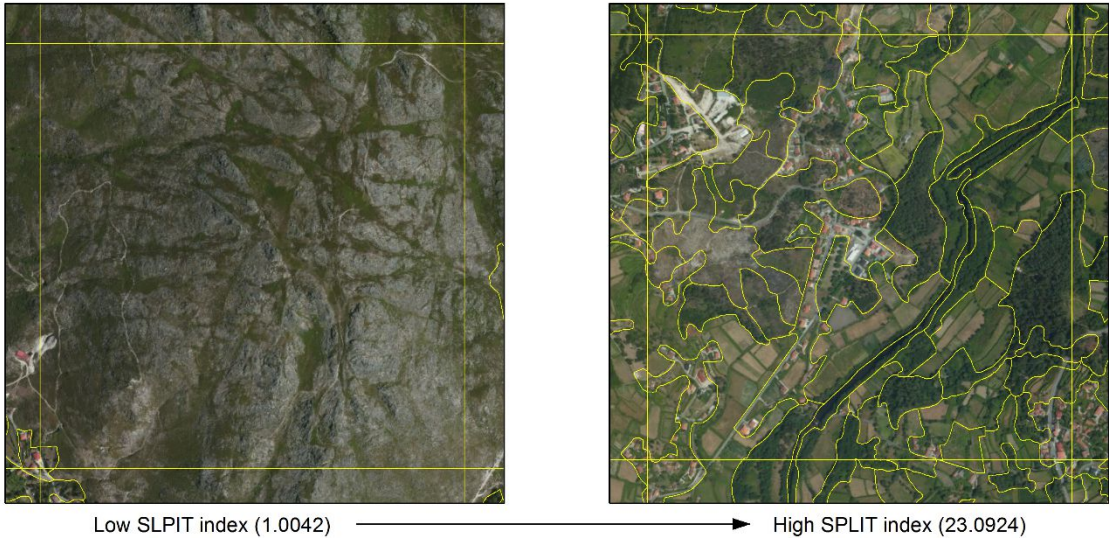 Low SLPIT index (1.0042)
High SPLIT index (23.0924)